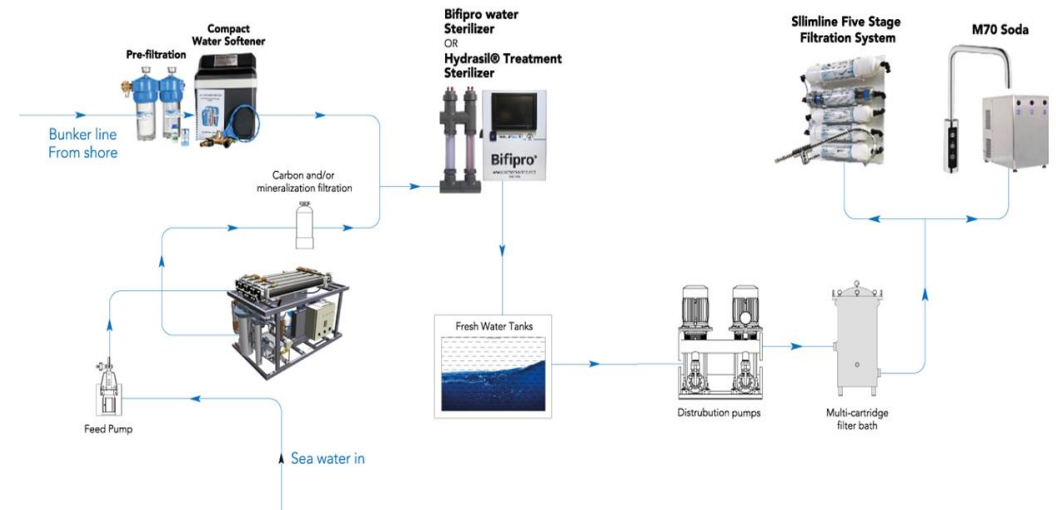 Bifipro water
Sterilizer
OR
Hydrasil® Treatment
Sterilizer
Compact
Water Softener
Pre-filtration
Sllimline Five Stage
Filtration System
M70 Soda
Bunker line
From shore
Bifipro®
Carbon and/or
mineralization filtration
Fresh Water Tanks
Feed Pump
Distrubution pumps
Multi-cartridge
filter bath
Sea water in